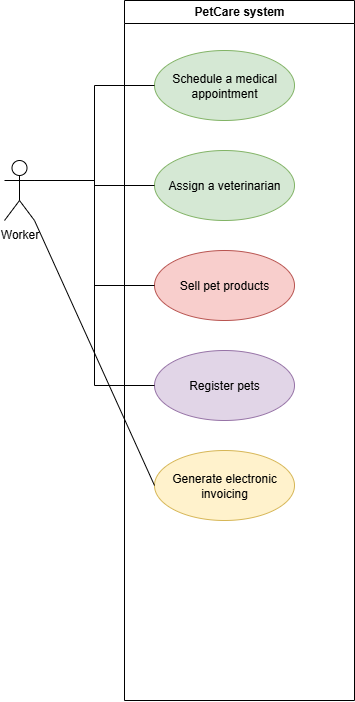 PetCare system
Schedule a medical
appointment
Assign a veterinarian
Worker
Sell pet products
Register pets
Generate electronic
invoicing